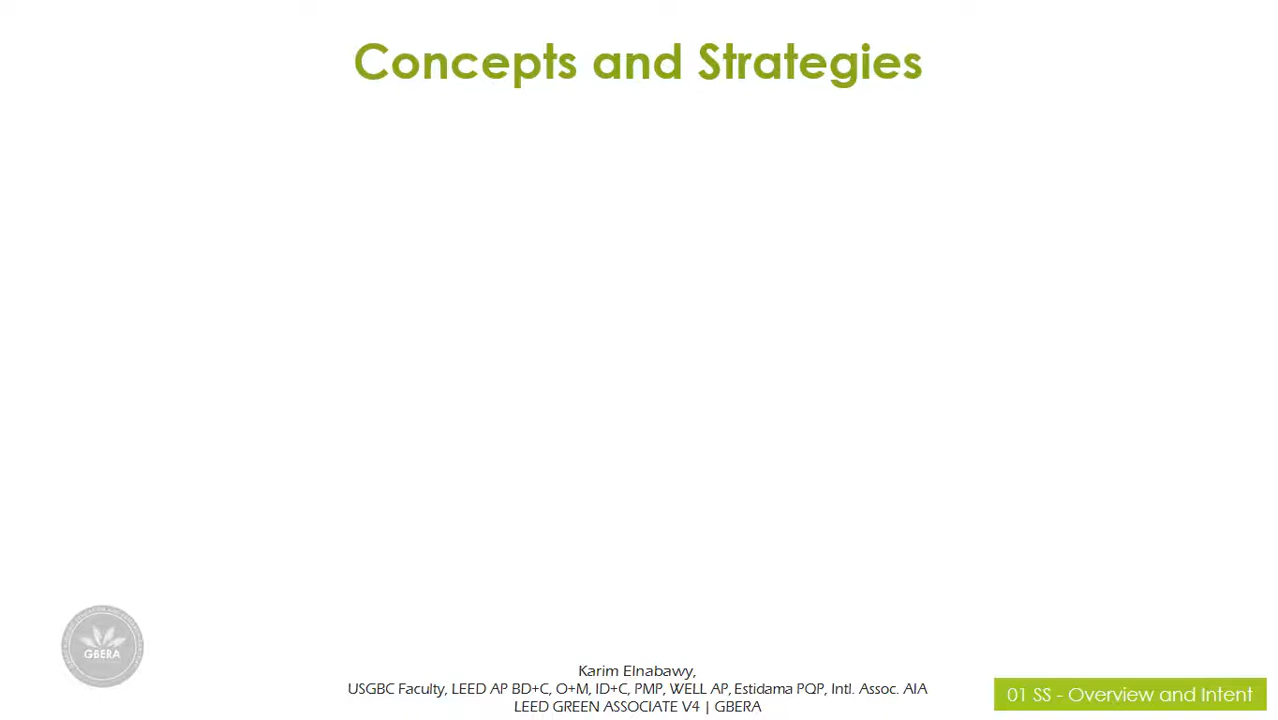 Concepts and Strategies
GBERA
Karim Elnabawy,
USGBC Faculty, LEED AP BD+C, O+M, ID+C, PMP, WELL AP, Estidama PQP, Intl. Assoc. AIA
LEED GREEN ASSOCIATE V4 | GBERA
01 SS - Overview and Intent